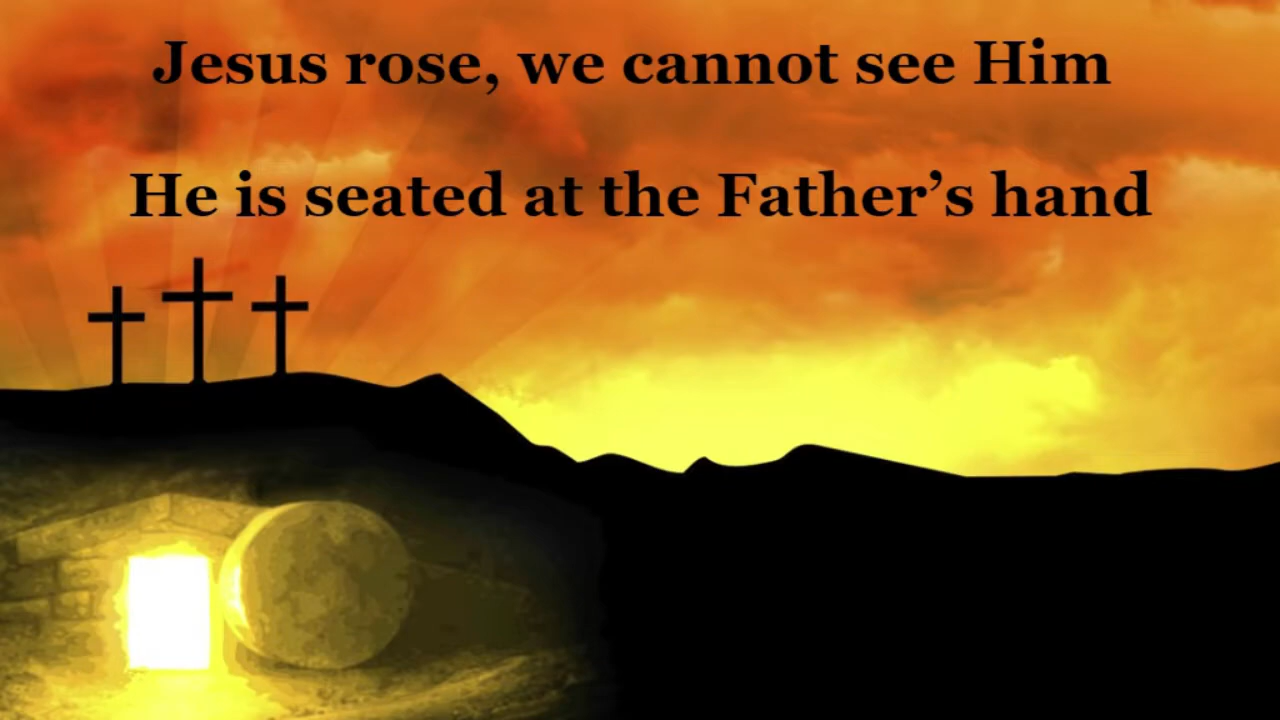 Jesus rose, we cannot see Him
He is seated at the Father’s hand